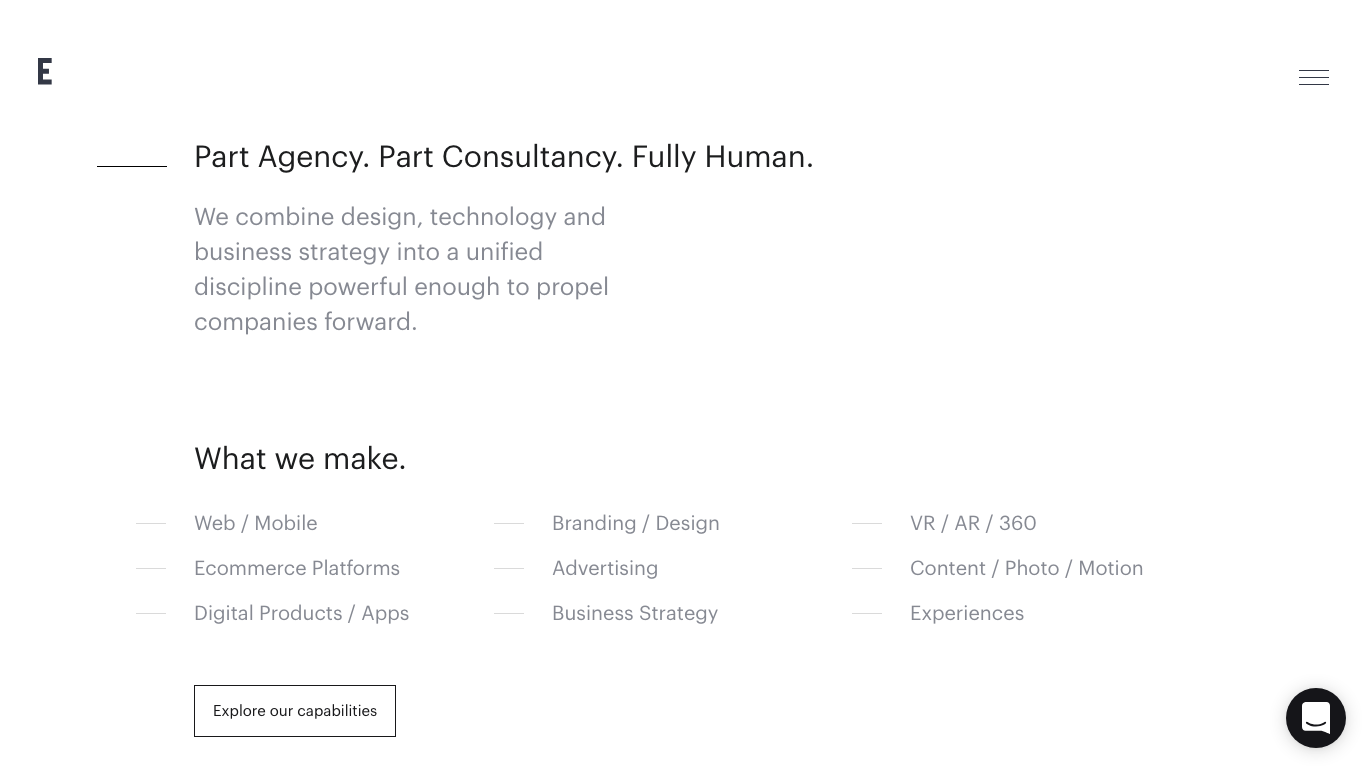 E
Part Agency. Part Consultancy. Fully Human.
We combine design, technology and
business strategy into a unified
discipline powerful enough to propel
companies forward.
What we make.
Web / Mobile
Ecommerce Platforms
Digital Products / Apps
Branding / Design
Advertising
Business Strategy
VR / AR / 360
Content / Photo / Motion
Experiences
Explore our capabilities